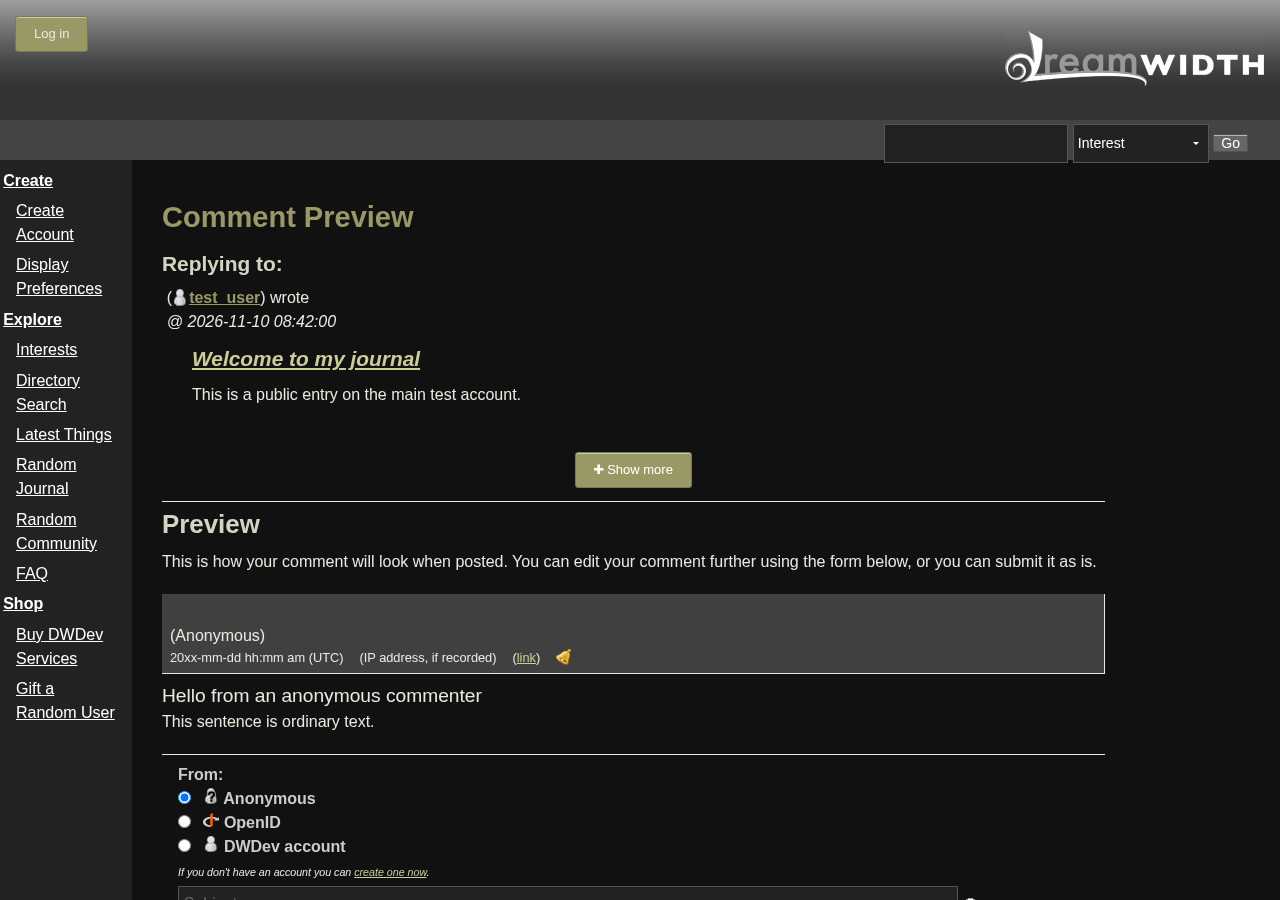 Log in
dreamwidth
Interest
Go
Create
Create
Account
Display
Preferences
Explore
Interests
Directory
Search
Latest Things
Random
Journal
Random
Community
FAQ
Shop
Buy DWDev
Services
Gift a
Random User
Comment Preview
Replying to:
(test_user) wrote
@ 2026-11-10 08:42:00
Welcome to my journal
This is a public entry on the main test account.
Show more
Preview
This is how your comment will look when posted. You can edit your comment further using the form below, or you can submit it as is.
(Anonymous)
20xx-mm-dd hh:mm am (UTC) (IP address, if recorded) (link)
Hello from an anonymous commenter
This sentence is ordinary text.
From:
Anonymous
OpenID
DWDev account
If you don't have an account you can create one now.